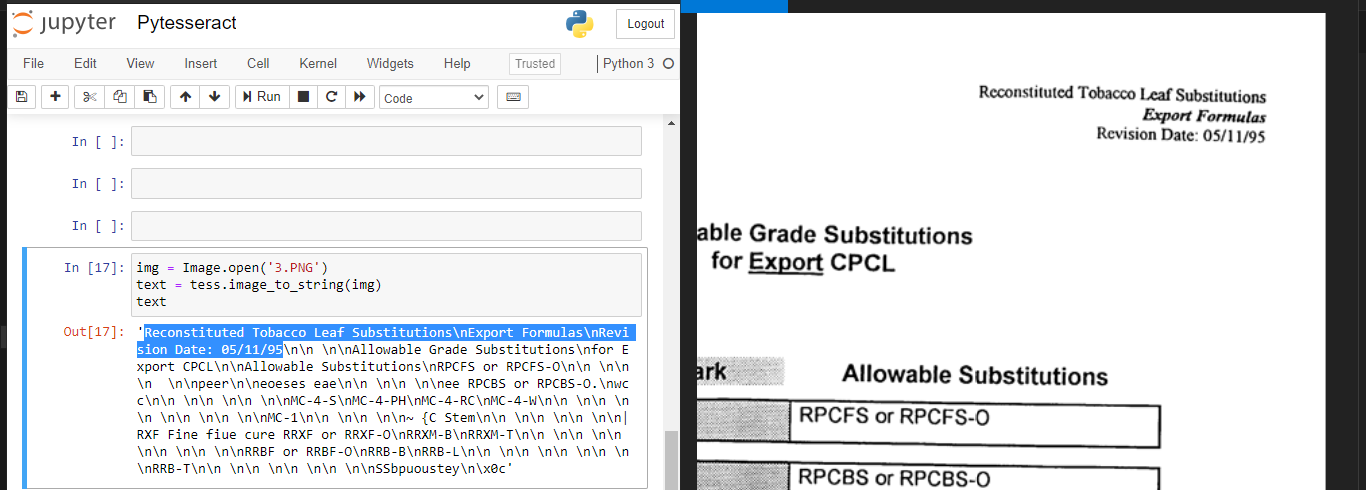 jupyter Pytesseract
Logout
File Edit View Insert Cell Kernel Widgets Help Trusted Python 3
Run Code
In [ ]:
In [ ]:
In [ ]:
In [17]: img = Image.open('3.PNG')
text = tess.image_to_string(img)
text
Out[17]: 'Reconstituted Tobacco Leaf Substitutions\nExport Formulas\nRevi
sion Date: 05/11/95\n\n \n\nAllowable Grade Substitutions\nfor E
xport CPCL\n\nAllowable Substitutions\nRPCFS or RPCFS-O\n\n \n\n
\n  \n\npeer\n\neoeses eae\n\n \n\n \n\nee RPCBS or RPCBS-O.\nwc
c\n\n \n\n \n\n \n\nMC-4-S\nMC-4-PH\nMC-4-RC\nMC-4-W\n\n \n\n \n
\n \n\n \n\n \n\nMC-1\n\n \n\n \n\n~ {C Stem\n\n \n\n \n\n \n\n|
RXF Fine fiue cure RRXF or RRXF-O\nRRXM-B\nRRXM-T\n\n \n\n \n\n
\n\n \n\n \n\nRRBF or RRBF-O\nRRB-B\nRRB-L\n\n \n\n \n\n \n\n \n
\nRRB-T\n\n \n\n \n\n \n\n \n\nSSbpuoustey\n\x0c'
Reconstituted Tobacco Leaf Substitutions
Export Formulas
Revision Date: 05/11/95
able Grade Substitutions
for Export CPCL
ark Allowable Substitutions
RPCFS or RPCFS-O
RPCBS or RPCBS-O